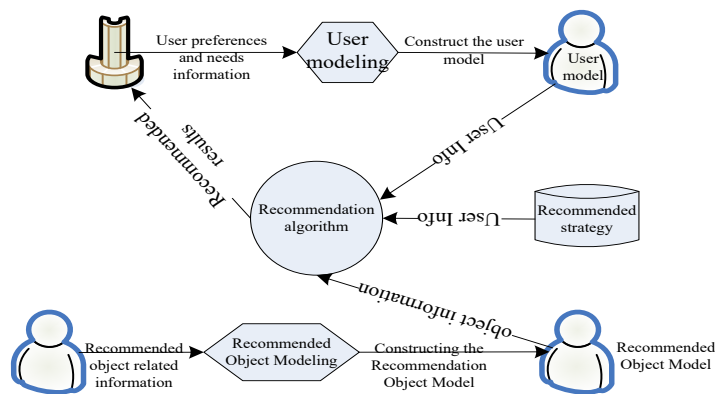 User preferences
and needs
information
User
modeling
Construct the user
model
User
model
Recommended
results
User Info
Recommendation
algorithm
User Info
Recommended
strategy
object information
Recommended
object related
information
Recommended
Object Modeling
Constructing the
Recommendation
Object Model
Recommended
Object Model